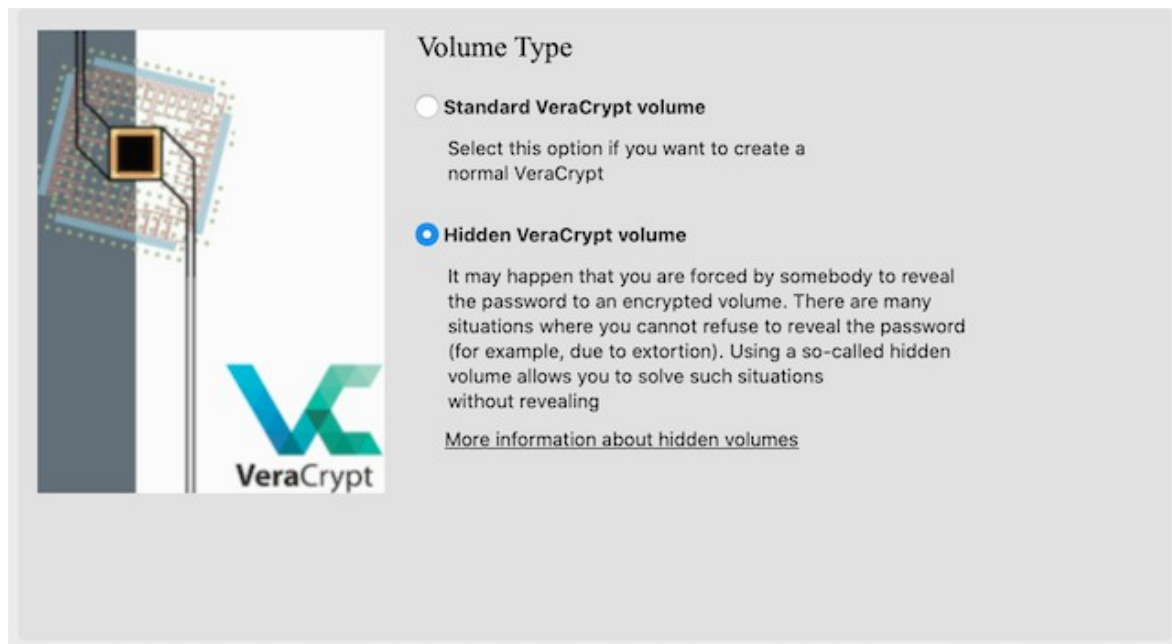 Volume Type
Standard VeraCrypt volume
Select this option if you want to create a
normal VeraCrypt
Hidden VeraCrypt volume
It may happen that you are forced by somebody to reveal
the password to an encrypted volume. There are many
situations where you cannot refuse to reveal the password
(for example, due to extortion). Using a so-called hidden
volume allows you to solve such situations
without revealing
More information about hidden volumes
VeraCrypt